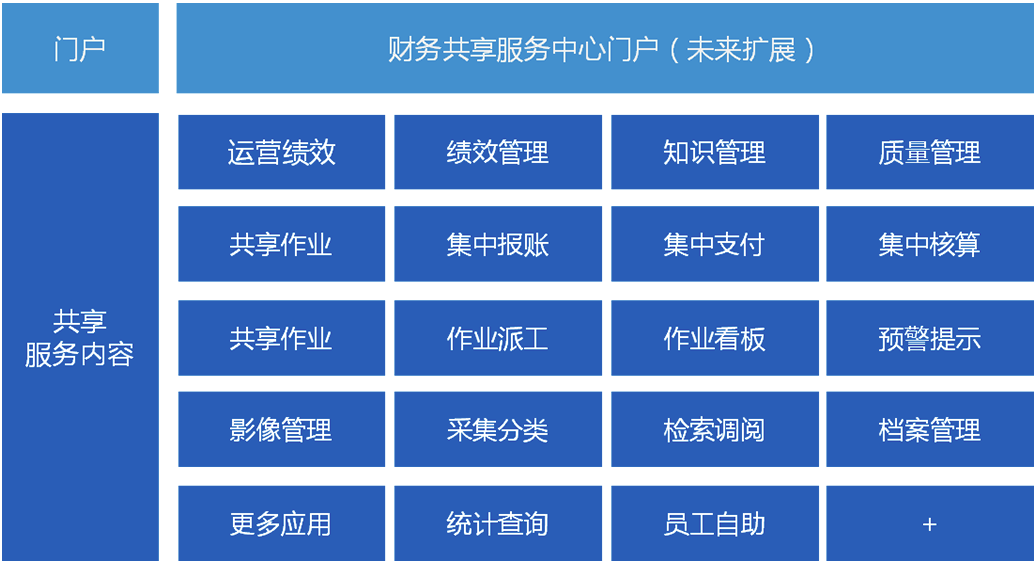 门户
财务共享服务中心门户（未来扩展）
共享
服务内容
运营绩效
绩效管理
知识管理
质量管理
共享作业
集中报账
集中支付
集中核算
共享作业
作业派工
作业看板
预警提示
影像管理
采集分类
检索调阅
档案管理
更多应用
统计查询
员工自助
+